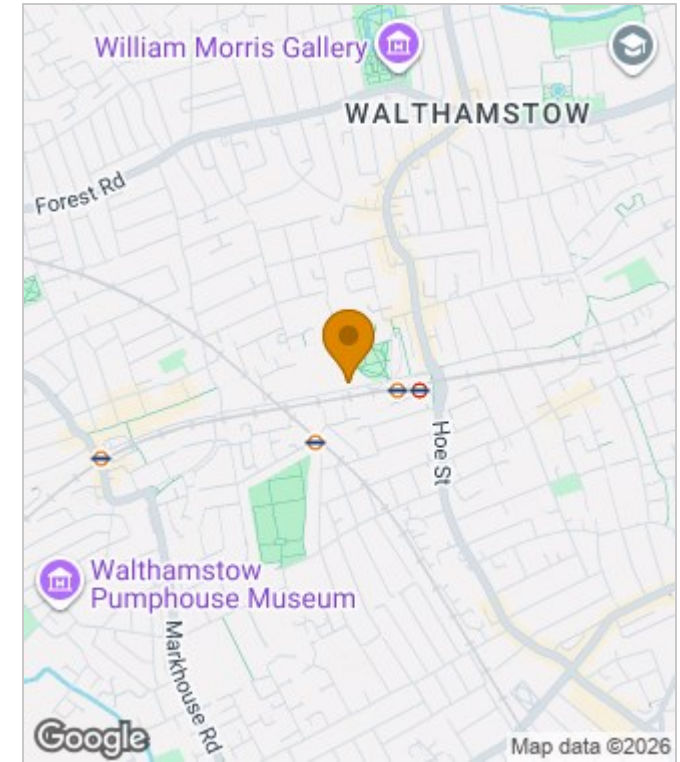 William Morris Gallery
WALTHAMSTOW
Forest Rd
Hoe St
Walthamstow
Pumphouse Museum
Markhouse Rd
Google
Map data ©2026